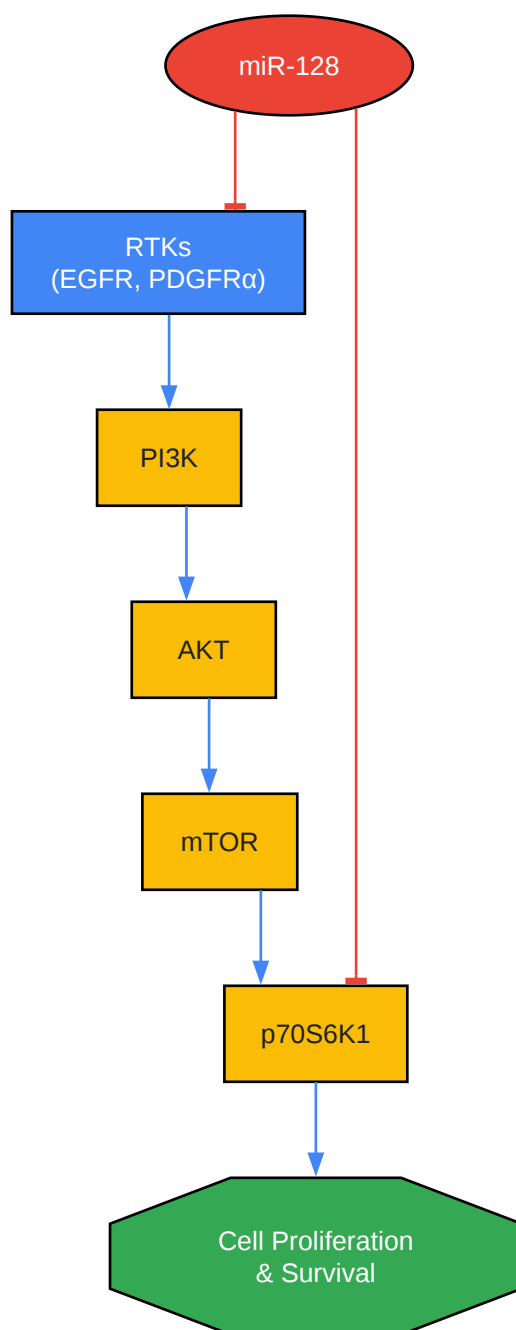 miR-128
RTKs
(EGFR, PDGFRα)
PI3K
AKT
mTOR
p70S6K1
Cell Proliferation
& Survival